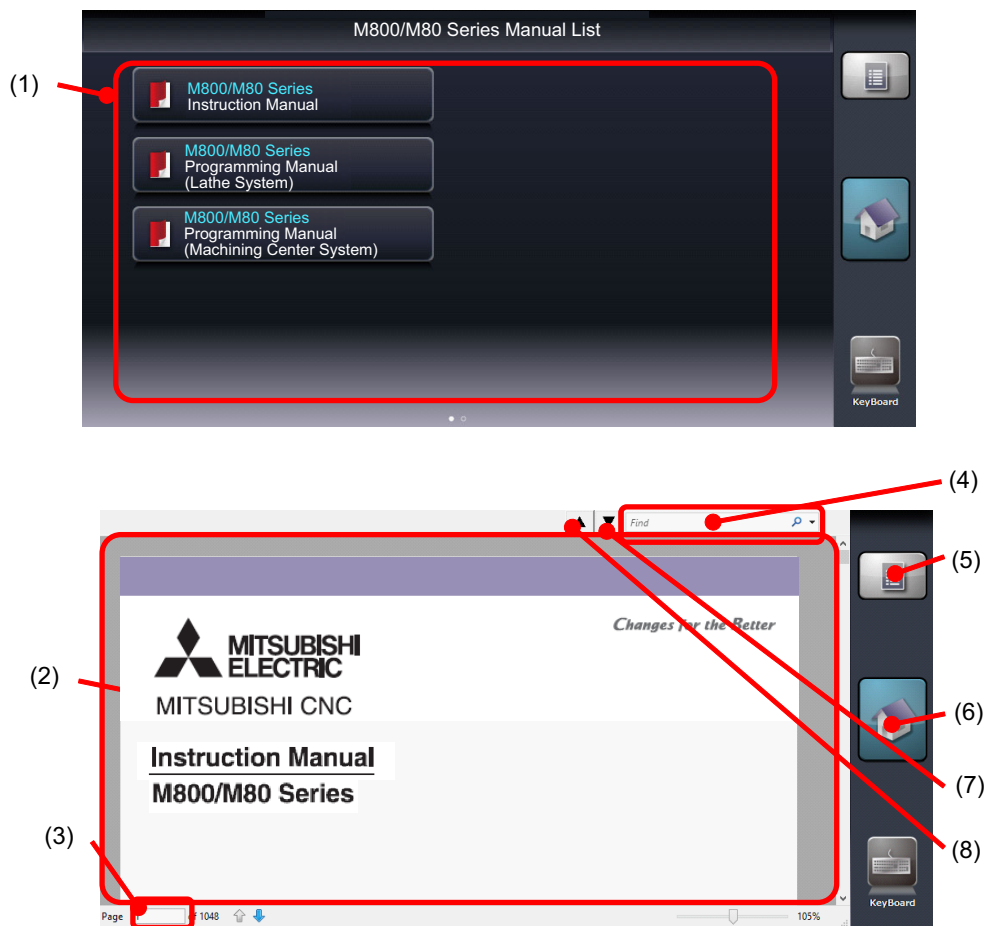 M800/M80 Series Manual List
(1)
M800/M80 Series
Instruction Manual
M800/M80 Series
Programming Manual
(Lathe System)
M800/M80 Series
Programming Manual
(Machining Center System)
KeyBoard
(4)
Find
(5)
Changes for the Better
MITSUBISHI
ELECTRIC
(2)
MITSUBISHI CNC
(6)
Instruction Manual
M800/M80 Series
(7)
(3)
(8)
KeyBoard
Page 1 of 1048
105%